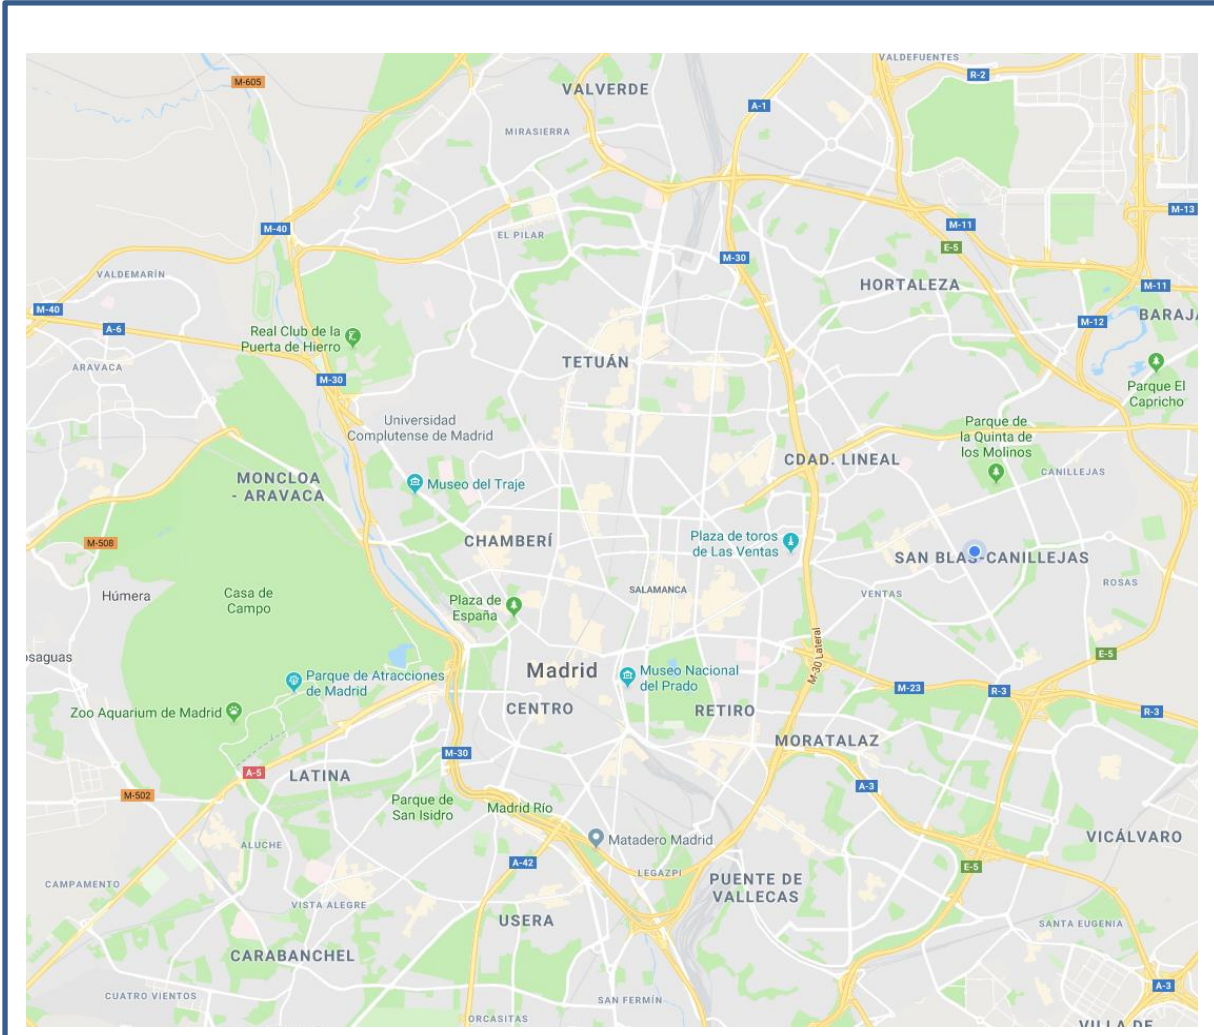 VALDEFUENTES
R-2
M-605
VALVERDE
A-1
MIRASIERRA
M-13
M-40
M-11
EL PILAR
E-5
M-30
VALDEMARÍN
HORTALEZA
M-11
M-40
M-12
BARAJA
A-6
Real Club de la
Puerta de Hierro
TETUÁN
ARAVACA
M-30
Parque El
Capricho
Universidad
Complutense de Madrid
Parque de
la Quinta de
los Molinos
CDAD. LINEAL
CANILLEJAS
MONCLOA
- ARAVACA
Museo del Traje
M-508
CHAMBERÍ
Plaza de toros
de Las Ventas
SAN BLAS-CANILLEJAS
ROSAS
Húmera
Casa de
Campo
SALAMANCA
VENTAS
Plaza de
España
M-30 Lateral
osaguas
E-5
Madrid
Museo Nacional
del Prado
Parque de Atracciones
de Madrid
M-23
R-3
Zoo Aquarium de Madrid
CENTRO
RETIRO
R-3
MORATALAZ
M-30
A-5
LATINA
A-3
M-502
Parque de
San Isidro
Madrid Río
Matadero Madrid
VICÁLVARO
ALUCHE
A-42
E-5
LEGAZPI
PUENTE DE
VALLECAS
CAMPAMENTO
VISTA ALEGRE
USERA
SANTA EUGENIA
CARABANCHEL
A-3
CUATRO VIENTOS
SAN FERMÍN
ORCASITAS
VILLA DE